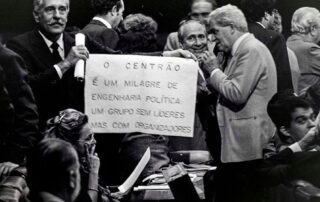 O CENTRÃO
É UM MILAGRE DE
ENGENHARIA POLÍTICA:
UM GRUPO SEM LÍDERES
MAS COM ORGANIZADORES